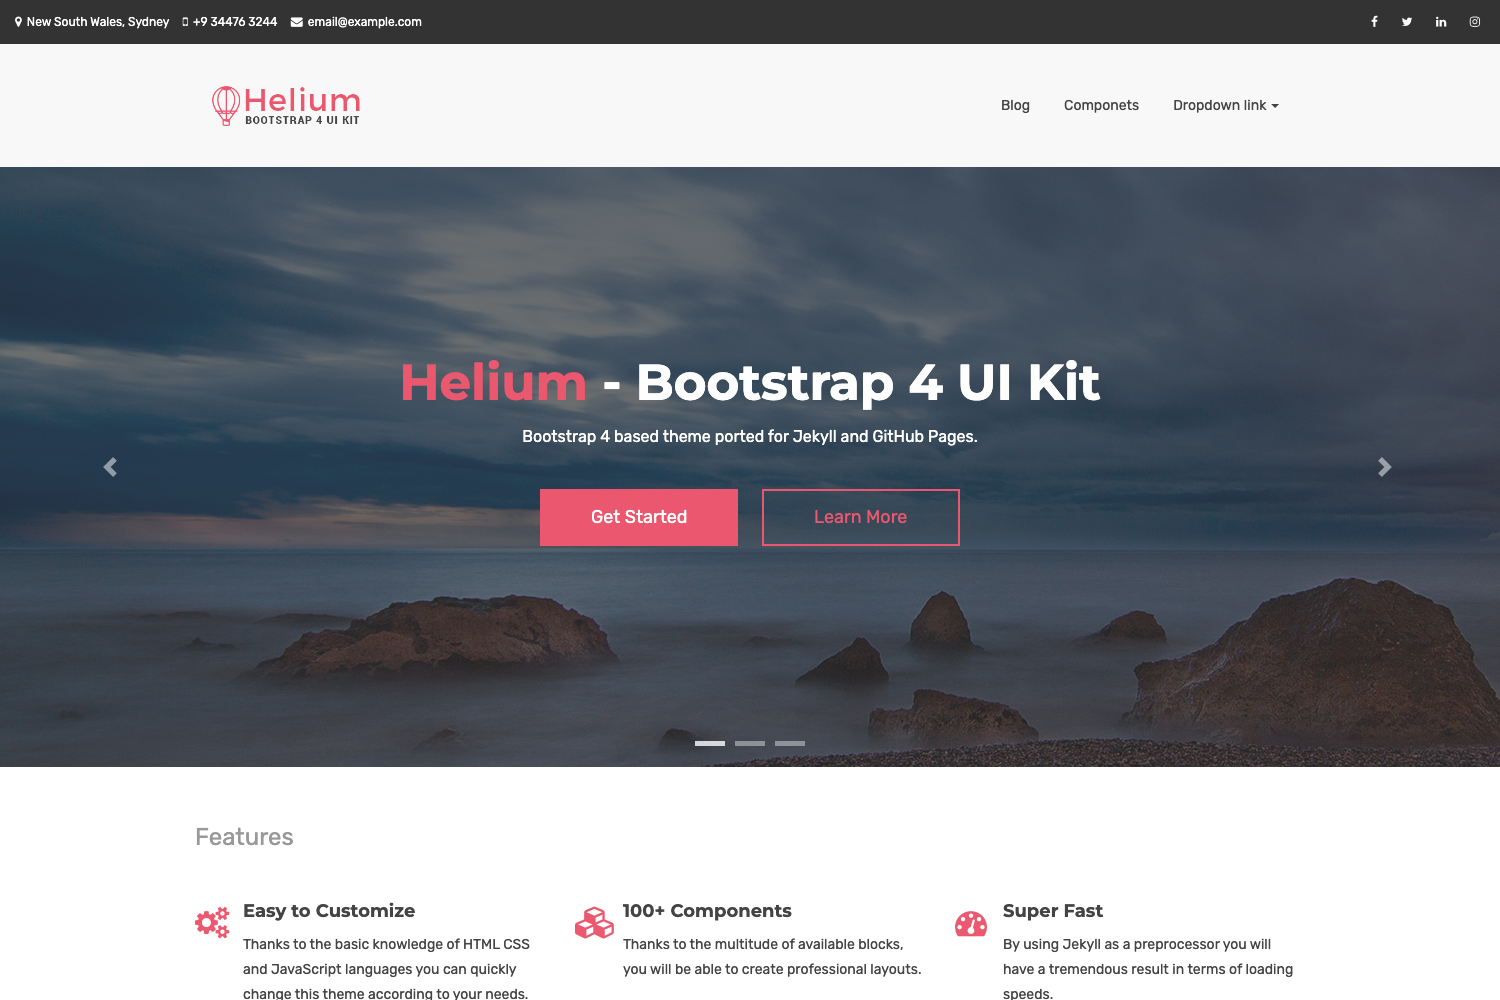 New South Wales, Sydney +9 34476 3244 email@example.com
Helium
BOOTSTRAP 4 UI KIT
Blog Componets Dropdown link
Helium - Bootstrap 4 UI Kit
Bootstrap 4 based theme ported for Jekyll and GitHub Pages.
Get Started Learn More
Features
Easy to Customize
Thanks to the basic knowledge of HTML CSS
and JavaScript languages you can quickly
change this theme according to your needs.
100+ Components
Thanks to the multitude of available blocks,
you will be able to create professional layouts.
Super Fast
By using Jekyll as a preprocessor you will
have a tremendous result in terms of loading
speeds.